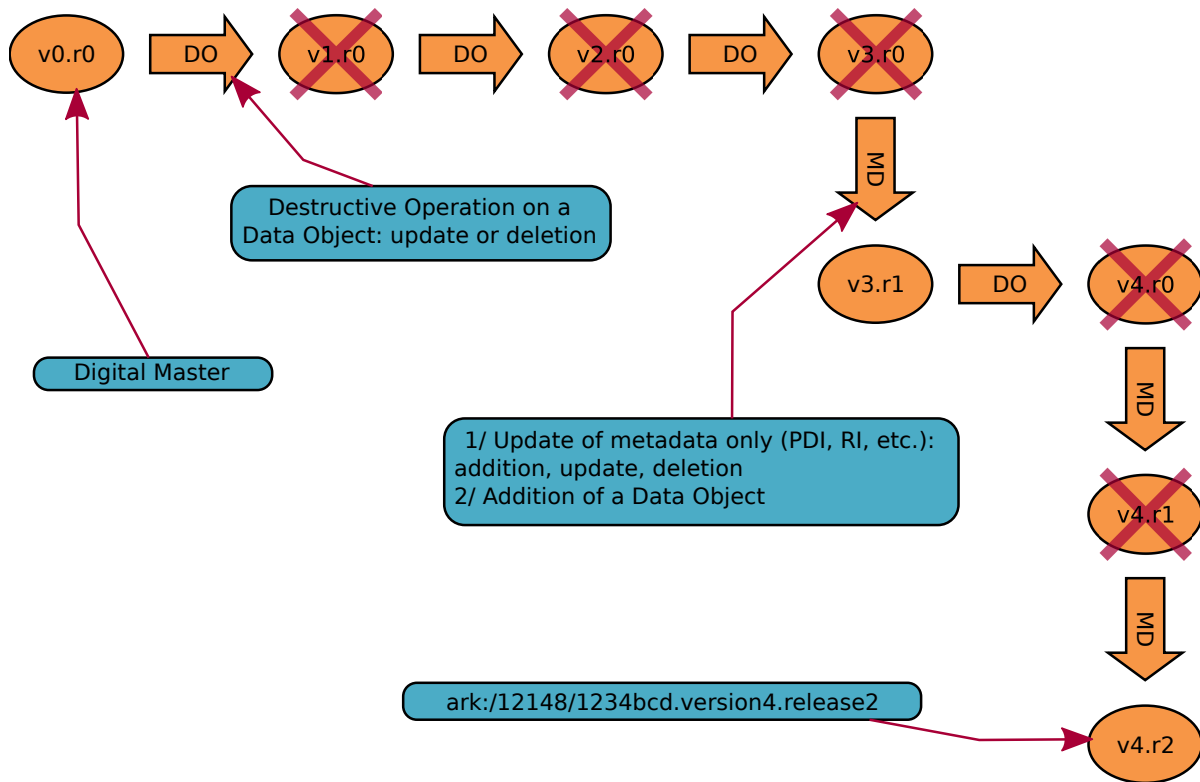 v0.r0
DO
v1.r0
DO
v2.r0
DO
v3.r0
MD
Destructive Operation on a
Data Object: update or deletion
v3.r1
DO
v4.r0
Digital Master
MD
1/ Update of metadata only (PDI, RI, etc.):
addition, update, deletion
2/ Addition of a Data Object
v4.r1
MD
ark:/12148/1234bcd.version4.release2
v4.r2